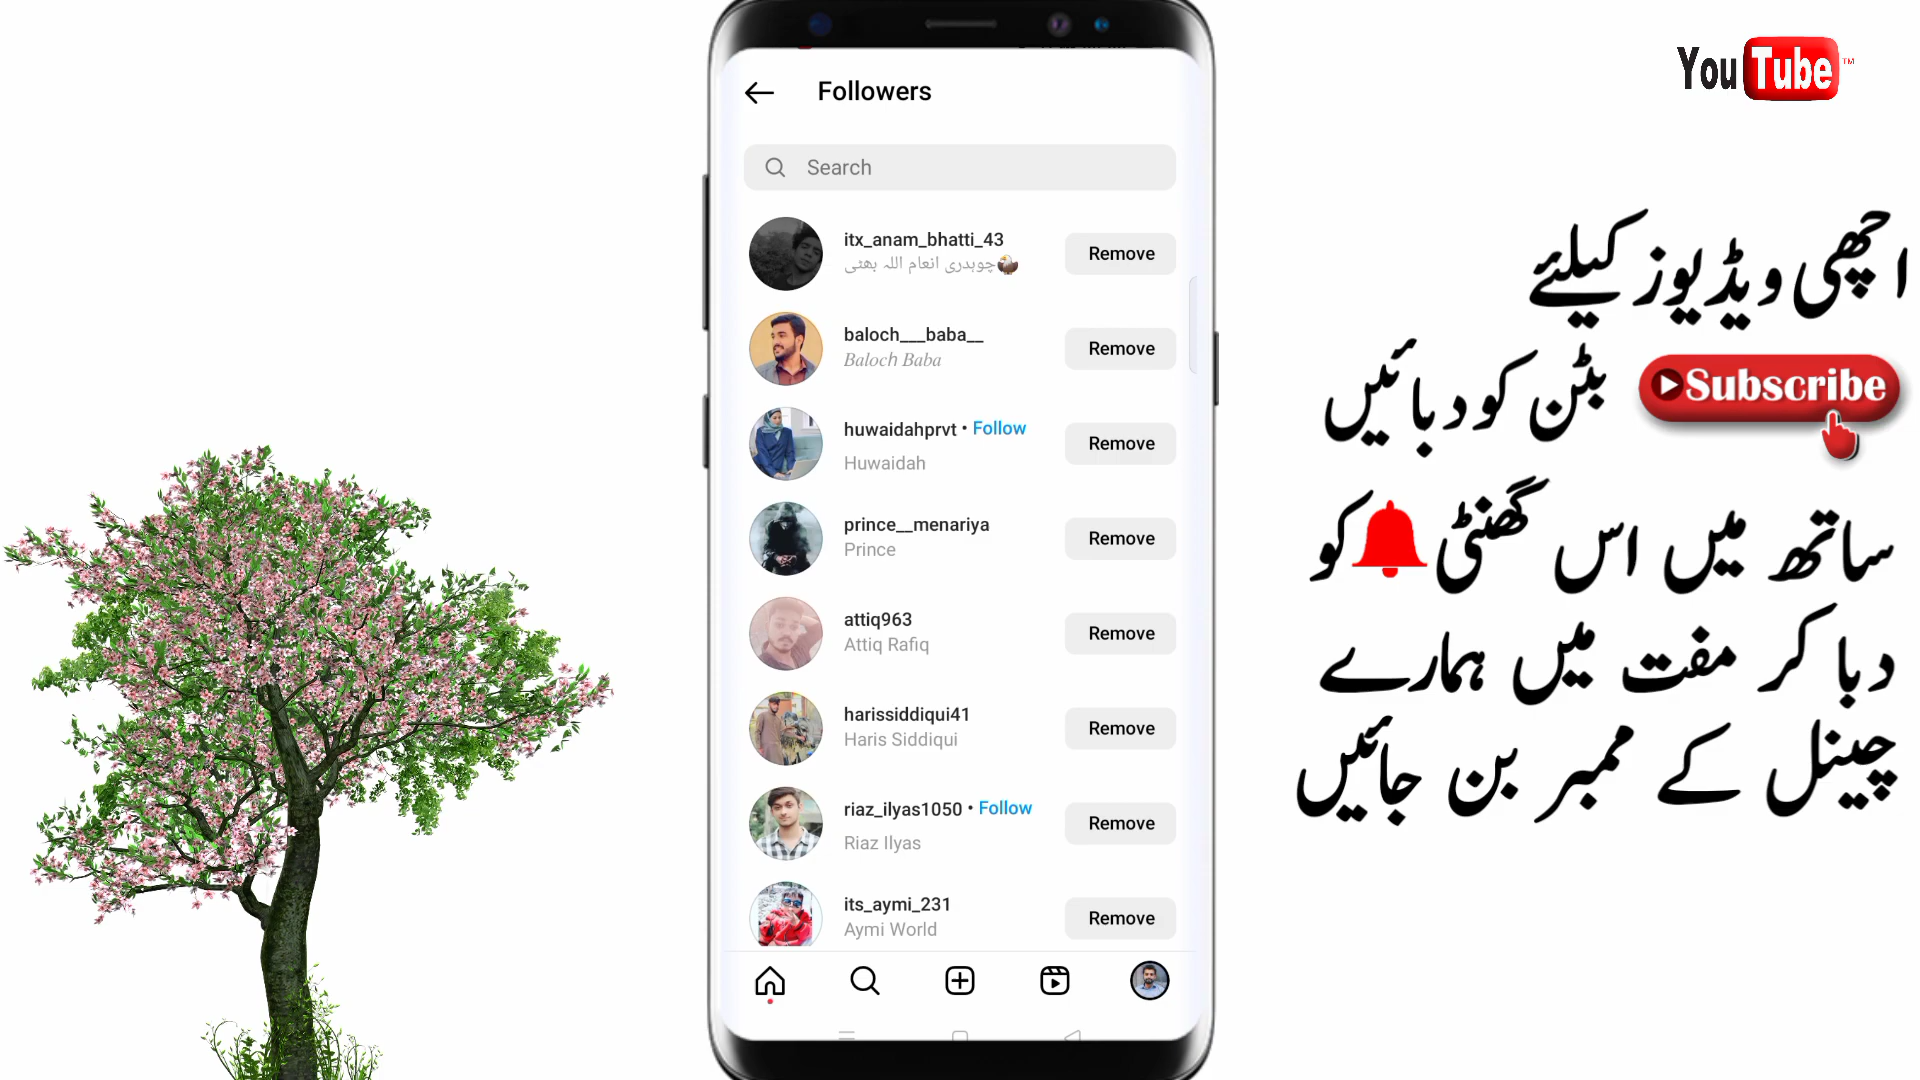 Followers
Search
itx_anam_bhatti_43
چوہدری انعام اللہ بھٹی🦅
Remove
baloch___baba__
Baloch Baba
Remove
huwaidahprvt • Follow
Huwaidah
Remove
prince__menariya
Prince
Remove
attiq963
Attiq Rafiq
Remove
harissiddiqui41
Haris Siddiqui
Remove
riaz_ilyas1050 • Follow
Riaz Ilyas
Remove
its_aymi_231
Aymi World
Remove
YouTube™
اچھی ویڈیوز کیلئے
Subscribe بٹن کو دبائیں
ساتھ میں اس گھنٹی کو
دبا کر مفت میں ہمارے
چینل کے ممبر بن جائیں